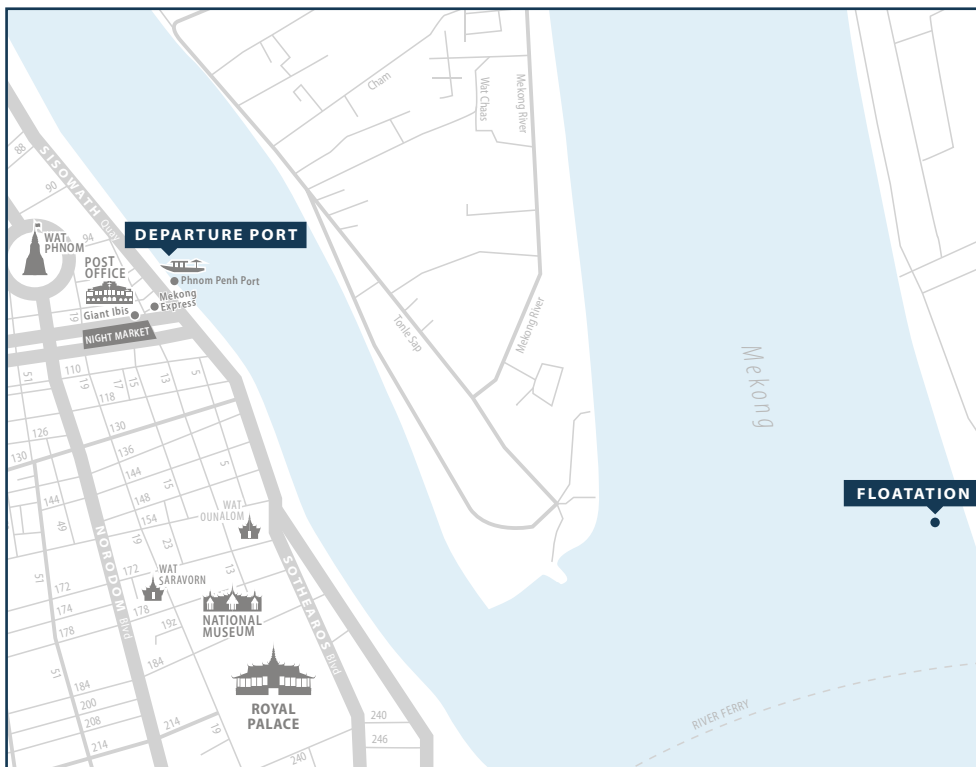 Cham
Wat Chaas
Mekong River
88
SISOWATH Quay
90
94
WAT
PHNOM
DEPARTURE PORT
POST
OFFICE
Phnom Penh Port
Mekong
Express
Giant Ibis
19
NIGHT MARKET
Tonle Sap
Mekong River
Mekong
51
110
19
17
15
13
5
118
126
130
130
136
144
15
5
144
148
49
154
19
23
WAT
OUNALOM
FLOATATION
NORODOM Blvd
SOTHEAROS Blvd
51
172
172
WAT
SARAVORN
13
174
178
178
19z
NATIONAL
MUSEUM
184
51
184
200
208
214
214
19
ROYAL
PALACE
240
240
246
RIVER FERRY